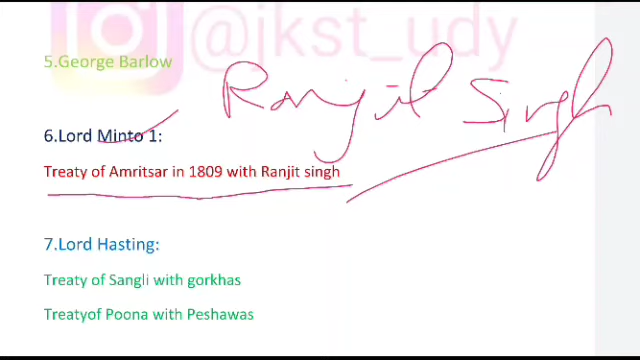 @jkst_udy
5.George Barlow
Ranjit Singh
6.Lord Minto 1:
Treaty of Amritsar in 1809 with Ranjit singh
7.Lord Hasting:
Treaty of Sangli with gorkhas
Treatyof Poona with Peshawas